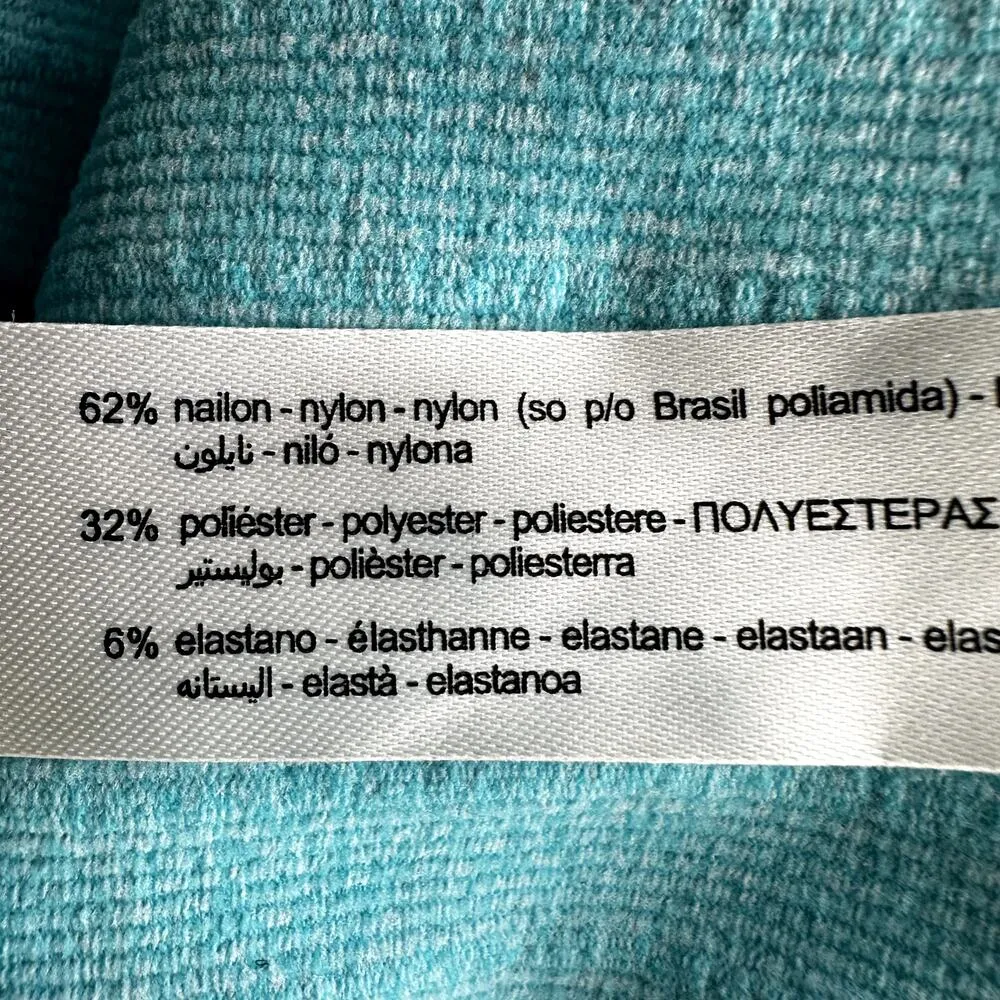 62% nailon - nylon - nylon (so p/o Brasil poliamida) -
نايلون - niló - nylona
32% poliéster - polyester - poliestere - ΠΟΛΥΕΣΤΕΡΑΣ
بوليستير - polièster - poliesterra
6% elastano - élasthanne - elastane - elastaan - elas
اليستانه - elastà - elastanoa